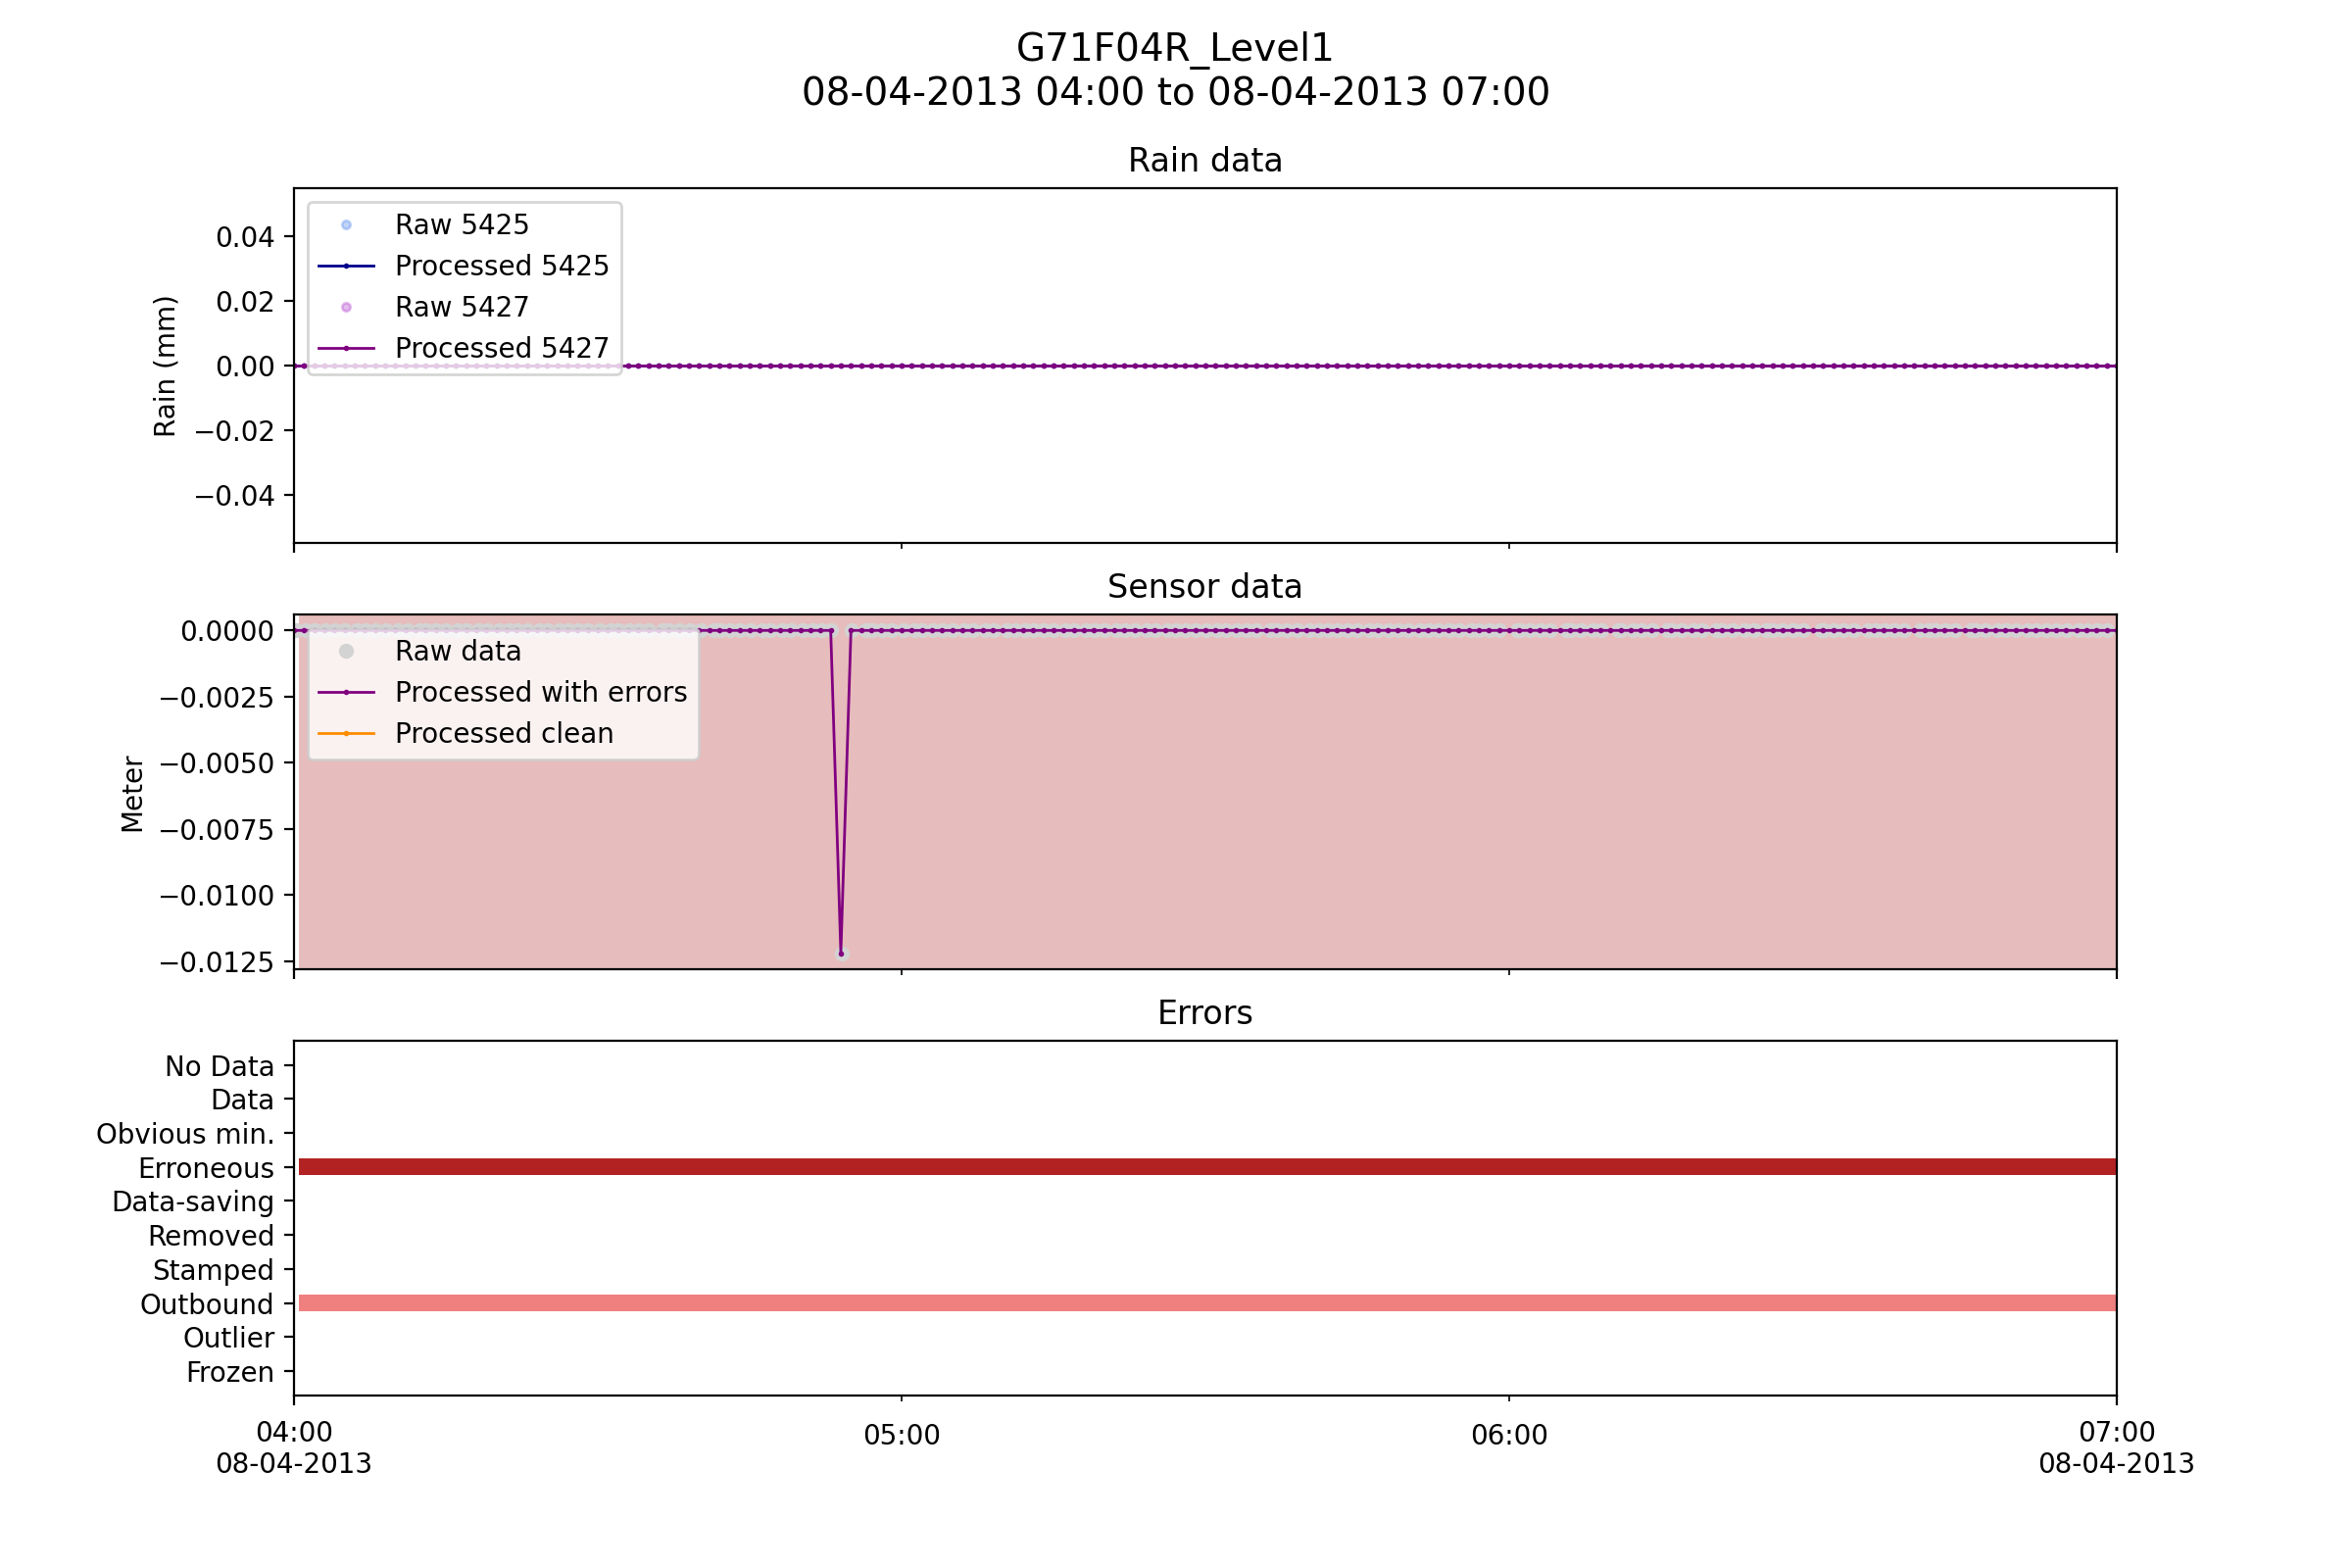 G71F04R_Level1
08-04-2013 04:00 to 08-04-2013 07:00
Rain data
Rain (mm)
0.04
0.02
0.00
−0.02
−0.04
Raw 5425
Processed 5425
Raw 5427
Processed 5427
Sensor data
Meter
0.0000
−0.0025
−0.0050
−0.0075
−0.0100
−0.0125
Raw data
Processed with errors
Processed clean
Errors
No Data
Data
Obvious min.
Erroneous
Data-saving
Removed
Stamped
Outbound
Outlier
Frozen
04:00
08-04-2013
05:00
06:00
07:00
08-04-2013